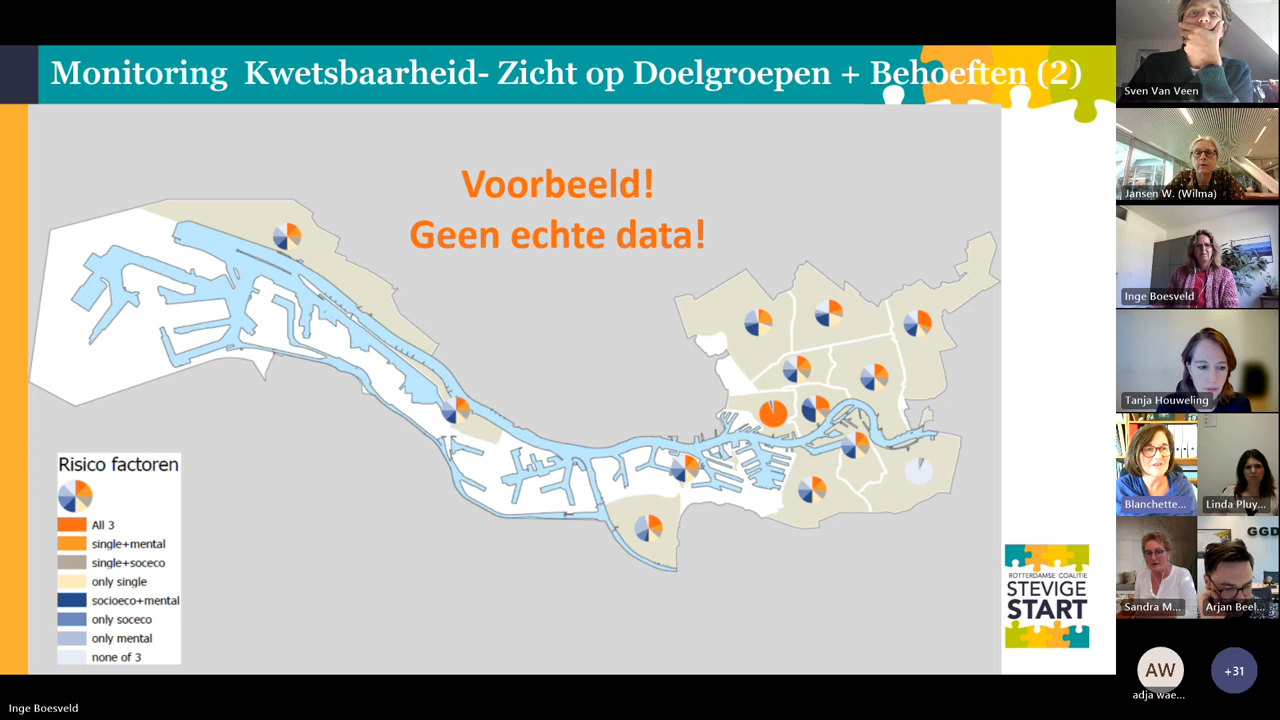 Monitoring Kwetsbaarheid- Zicht op Doelgroepen + Behoeften (2)
Voorbeeld!
Geen echte data!
Risico factoren
All 3
single+mental
single+soceco
only single
socioeco+mental
only soceco
only mental
none of 3
ROTTERDAMSE COALITIE
STEVIGE
START
Sven Van Veen
Jansen W. (Wilma)
Inge Boesveld
Tanja Houweling
Blanchette...
Linda Pluy...
GGD
Sandra M...
Arjan Beel...
AW
adja wae...
+31
Inge Boesveld